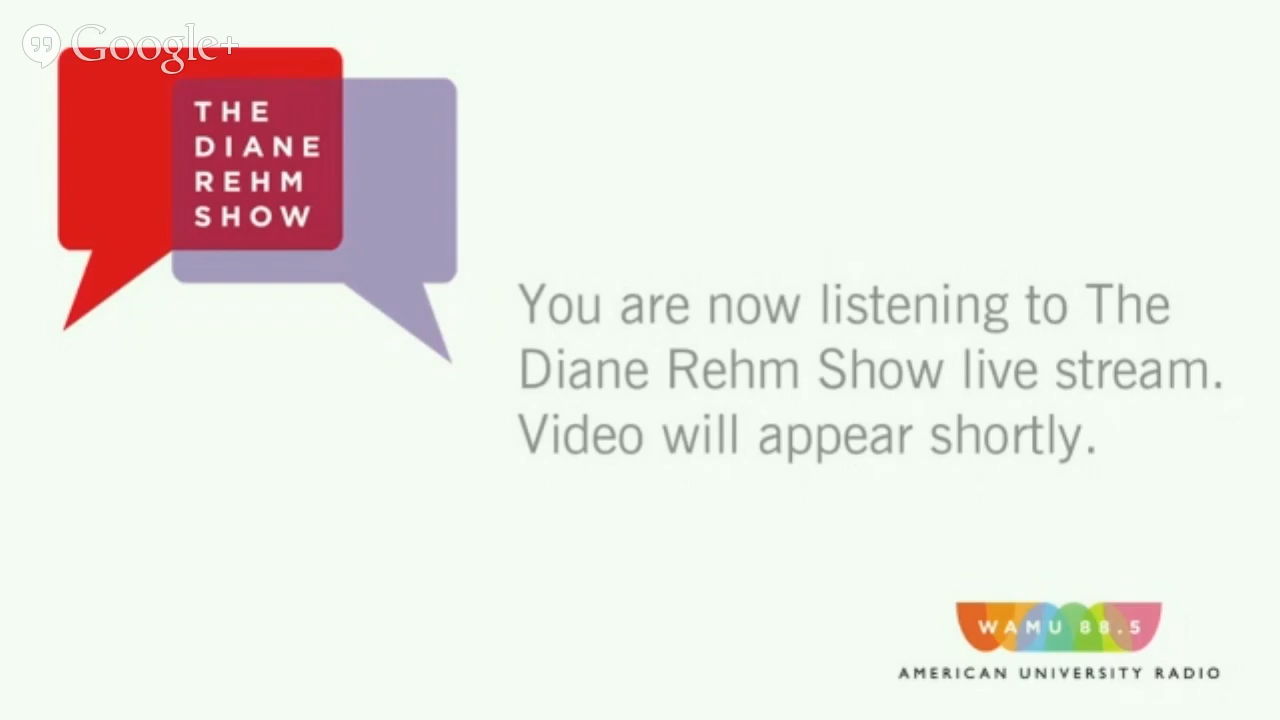 Google+
THE
DIANE
REHM
SHOW
You are now listening to The
Diane Rehm Show live stream.
Video will appear shortly.
WAMU 88.5
AMERICAN UNIVERSITY RADIO